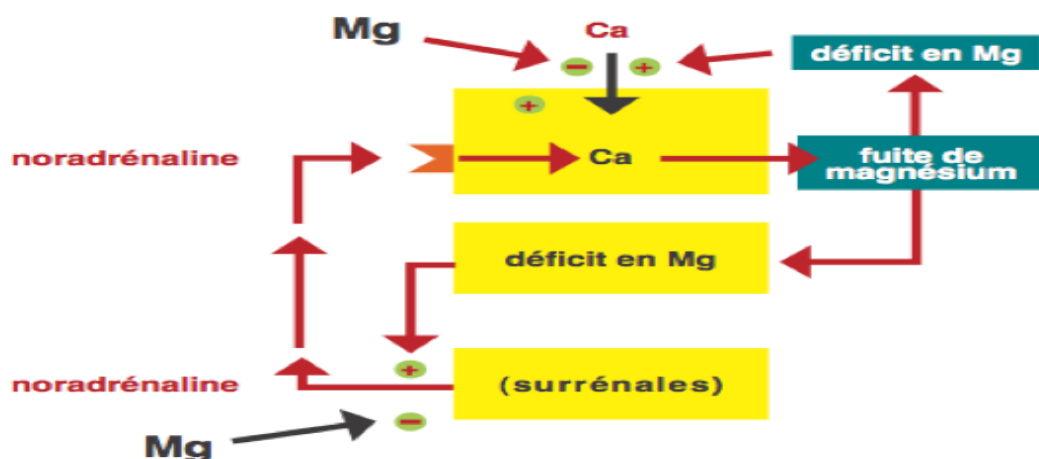 Mg
Ca
déficit en Mg
−
+
+
noradrénaline
Ca
fuite de
magnésium
déficit en Mg
+
noradrénaline
(surrénales)
−
Mg